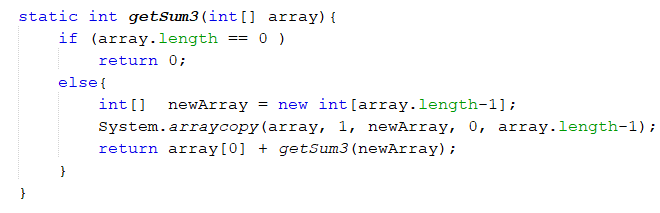 static int getSum3(int[] array){
if (array.length == 0 )
return 0;
else{
int[]  newArray = new int[array.length-1];
System.arraycopy(array, 1, newArray, 0, array.length-1);
return array[0] + getSum3(newArray);
}
}